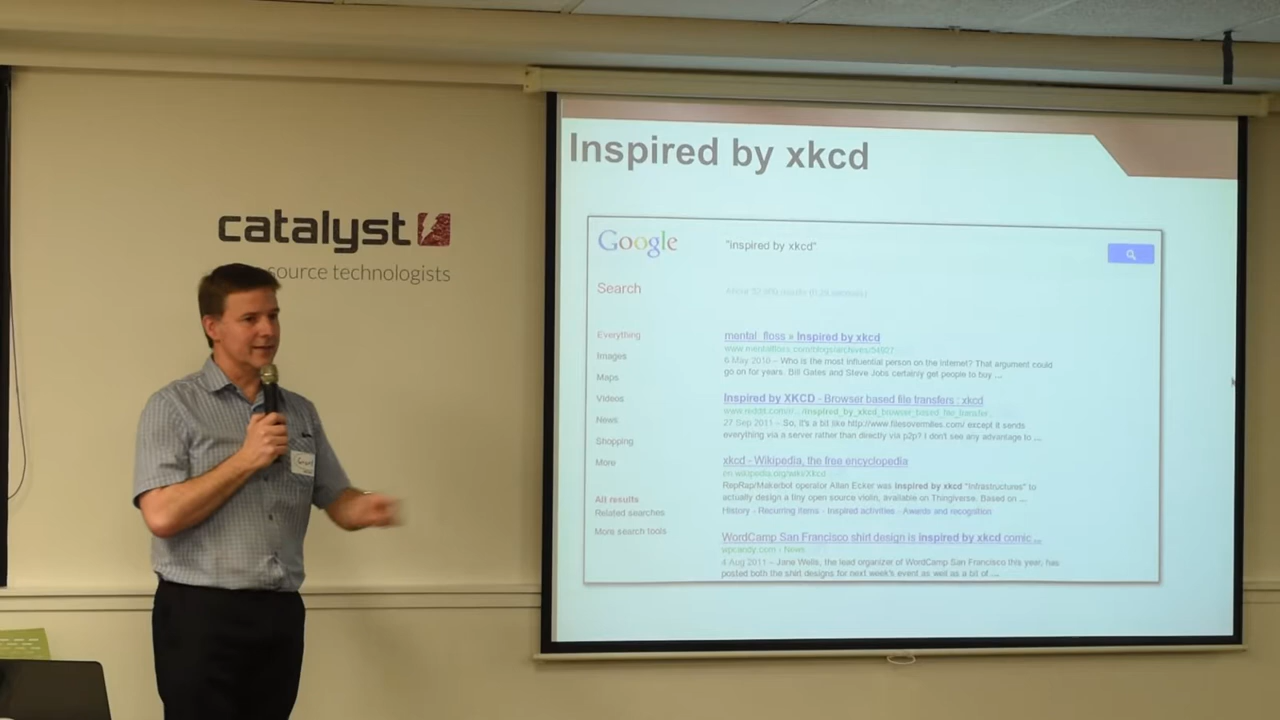 Inspired by xkcd
catalyst
source technologists
Google
"inspired by xkcd"
Search
Everything
Images
Maps
Videos
News
Shopping
More
All results
Related searches
More search tools
mental_floss » Inspired by xkcd
6 May 2010 – Who is the most influential person on the internet? That argument could
go on for years. Bill Gates and Steve Jobs certainly get people to buy ...
Inspired by XKCD - Browser based file transfers : xkcd
www.reddit.com/r/.../inspired_by_xkcd_browser_based_file_transfer
27 Sep 2011 – So, it's a bit like http://www.filesovermiles.com/ except it sends
everything via a server rather than directly via p2p? I don't see any advantage to ...
xkcd - Wikipedia, the free encyclopedia
en.wikipedia.org/wiki/Xkcd
RepRap/Makerbot operator Allan Ecker was inspired by xkcd "Infrastructures" to
actually design a tiny open source violin, available on Thingiverse. Based on ...
History - Recurring items - Inspired activities - Awards and recognition
WordCamp San Francisco shirt design is inspired by xkcd comic ...
4 Aug 2011 – Jane Wells, the lead organizer of WordCamp San Francisco this year, has
posted both the shirt designs for next week's event as well as a bit of ...